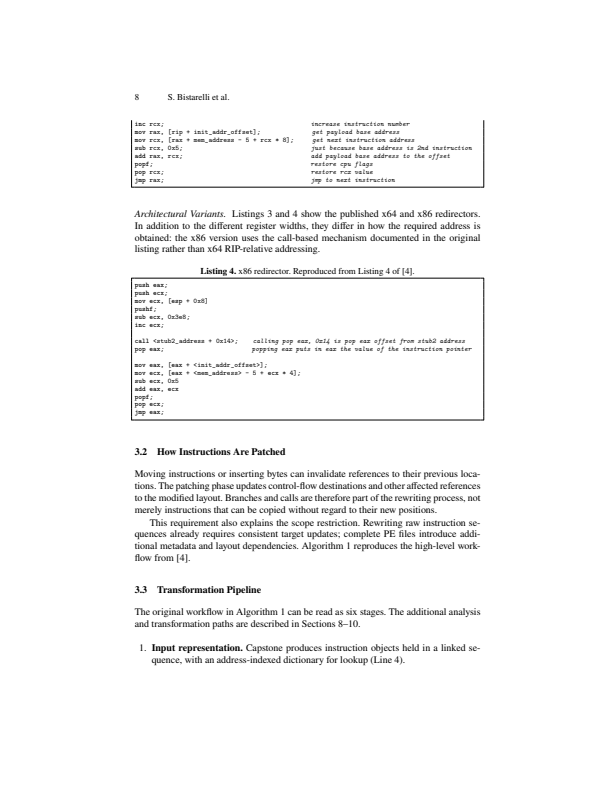 8 S. Bistarelli et al.
inc rcx; increase instruction number
mov rax, [rip + init_addr_offset]; get payload base address
mov rcx, [rax + mem_address - 5 + rcx * 8]; get next instruction address
sub rcx, 0x5; just because base address is 2nd instruction
add rax, rcx; add payload base address to the offset
popf; restore cpu flags
pop rcx; restore rcx value
jmp rax; jmp to next instruction
Architectural Variants. Listings 3 and 4 show the published x64 and x86 redirectors.
In addition to the different register widths, they differ in how the required address is
obtained: the x86 version uses the call-based mechanism documented in the original
listing rather than x64 RIP-relative addressing.
Listing 4. x86 redirector. Reproduced from Listing 4 of [4].
push eax;
push ecx;
mov ecx, [esp + 0x8]
pushf;
sub ecx, 0x3e8;
inc ecx;
call <stub2_address + 0x14>; calling pop eax, 0x14 is pop eax offset from stub2 address
pop eax; popping eax puts in eax the value of the instruction pointer
mov eax, [eax + <init_addr_offset>];
mov ecx, [eax + <mem_address> - 5 + ecx * 4];
sub ecx, 0x5
add eax, ecx
popf;
pop ecx;
jmp eax;
3.2 How Instructions Are Patched
Moving instructions or inserting bytes can invalidate references to their previous loca-
tions. The patching phase updates control-flow destinations and other affected references
to the modified layout. Branches and calls are therefore part of the rewriting process, not
merely instructions that can be copied without regard to their new positions.
This requirement also explains the scope restriction. Rewriting raw instruction se-
quences already requires consistent target updates; complete PE files introduce addi-
tional metadata and layout dependencies. Algorithm 1 reproduces the high-level work-
flow from [4].
3.3 Transformation Pipeline
The original workflow in Algorithm 1 can be read as six stages. The additional analysis
and transformation paths are described in Sections 8–10.
1. Input representation. Capstone produces instruction objects held in a linked se-
quence, with an address-indexed dictionary for lookup (Line 4).